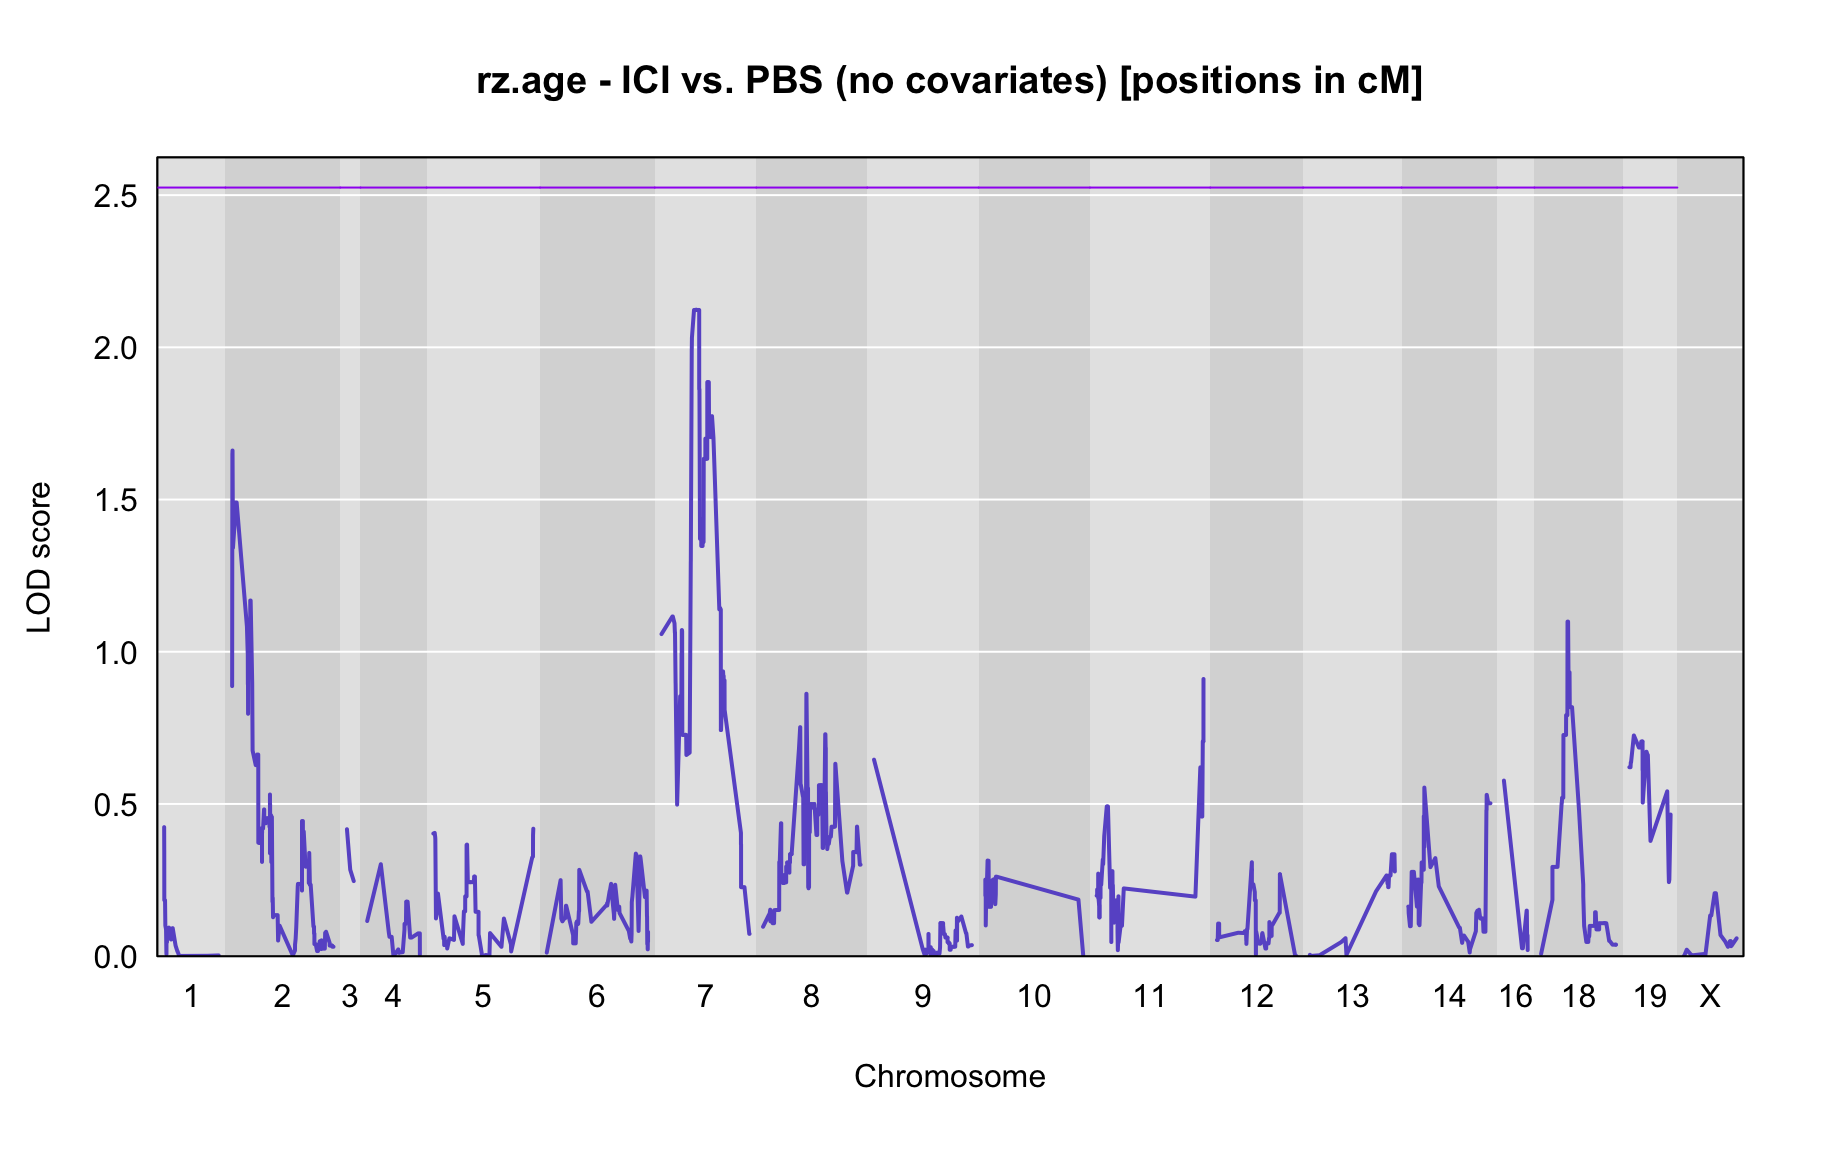 rz.age - ICI vs. PBS (no covariates) [positions in cM]
LOD score
2.5
2.0
1.5
1.0
0.5
0.0
1 2 3 4 5 6 7 8 9 10 11 12 13 14 16 18 19 X
Chromosome